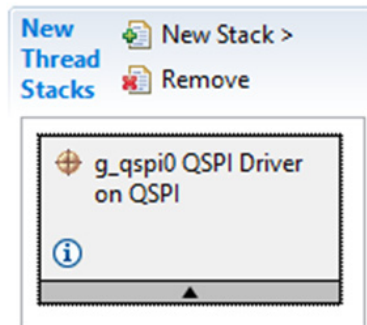 New Thread Stacks
New Stack >
Remove
g_qspi0 QSPI Driver
on QSPI